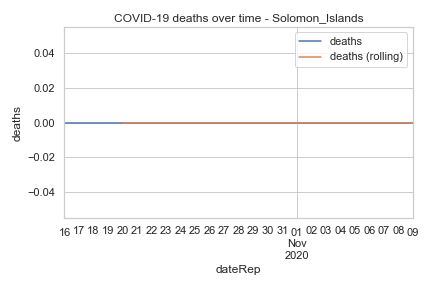 COVID-19 deaths over time - Solomon_Islands
deaths
deaths (rolling)
deaths
0.04
0.02
0.00
−0.02
−0.04
16 17 18 19 20 21 22 23 24 25 26 27 28 29 30 31 01 02 03 04 05 06 07 08 09
Nov
2020
dateRep